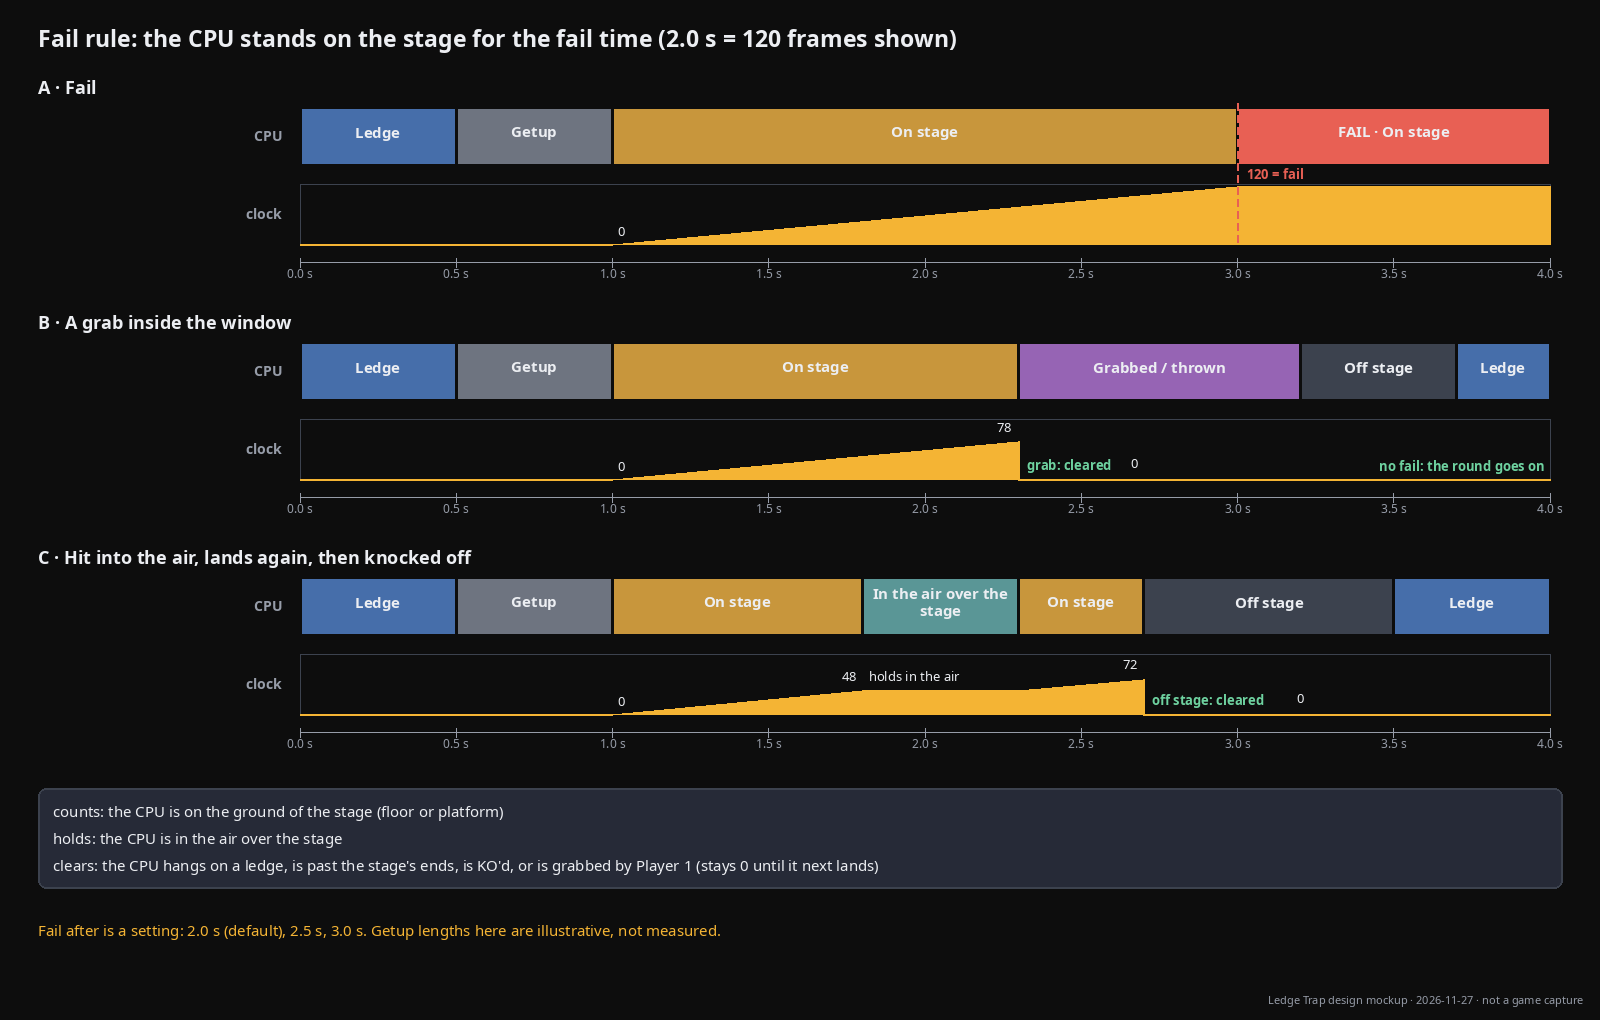 Fail rule: the CPU stands on the stage for the fail time (2.0 s = 120 frames shown)
A · Fail
CPU
Ledge
Getup
On stage
FAIL · On stage
120 = fail
clock
0
0.0 s
0.5 s
1.0 s
1.5 s
2.0 s
2.5 s
3.0 s
3.5 s
4.0 s
B · A grab inside the window
CPU
Ledge
Getup
On stage
Grabbed / thrown
Off stage
Ledge
clock
0
78
grab: cleared
0
no fail: the round goes on
0.0 s
0.5 s
1.0 s
1.5 s
2.0 s
2.5 s
3.0 s
3.5 s
4.0 s
C · Hit into the air, lands again, then knocked off
CPU
Ledge
Getup
On stage
In the air over the
stage
On stage
Off stage
Ledge
clock
0
48
holds in the air
72
off stage: cleared
0
0.0 s
0.5 s
1.0 s
1.5 s
2.0 s
2.5 s
3.0 s
3.5 s
4.0 s
counts: the CPU is on the ground of the stage (floor or platform)
holds: the CPU is in the air over the stage
clears: the CPU hangs on a ledge, is past the stage's ends, is KO'd, or is grabbed by Player 1 (stays 0 until it next lands)
Fail after is a setting: 2.0 s (default), 2.5 s, 3.0 s. Getup lengths here are illustrative, not measured.
Ledge Trap design mockup · 2026-11-27 · not a game capture